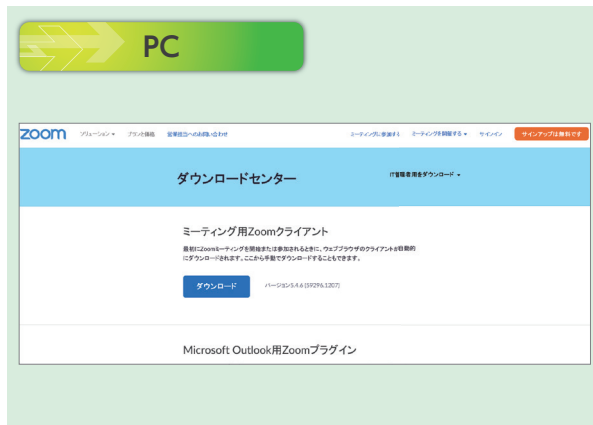 PC
zoom ソリューション プランと価格 営業担当へのお問い合わせ ミーティングに参加する ミーティングを開催する サインイン サインアップは無料です
ダウンロードセンター IT管理者用をダウンロード
ミーティング用Zoomクライアント
最初にZoomミーティングを開始または参加されるときに、ウェブブラウザのクライアントが自動的
にダウンロードされます。ここから手動でダウンロードすることもできます。
ダウンロード バージョン5.4.6 (59296.1207)
Microsoft Outlook用Zoomプラグイン